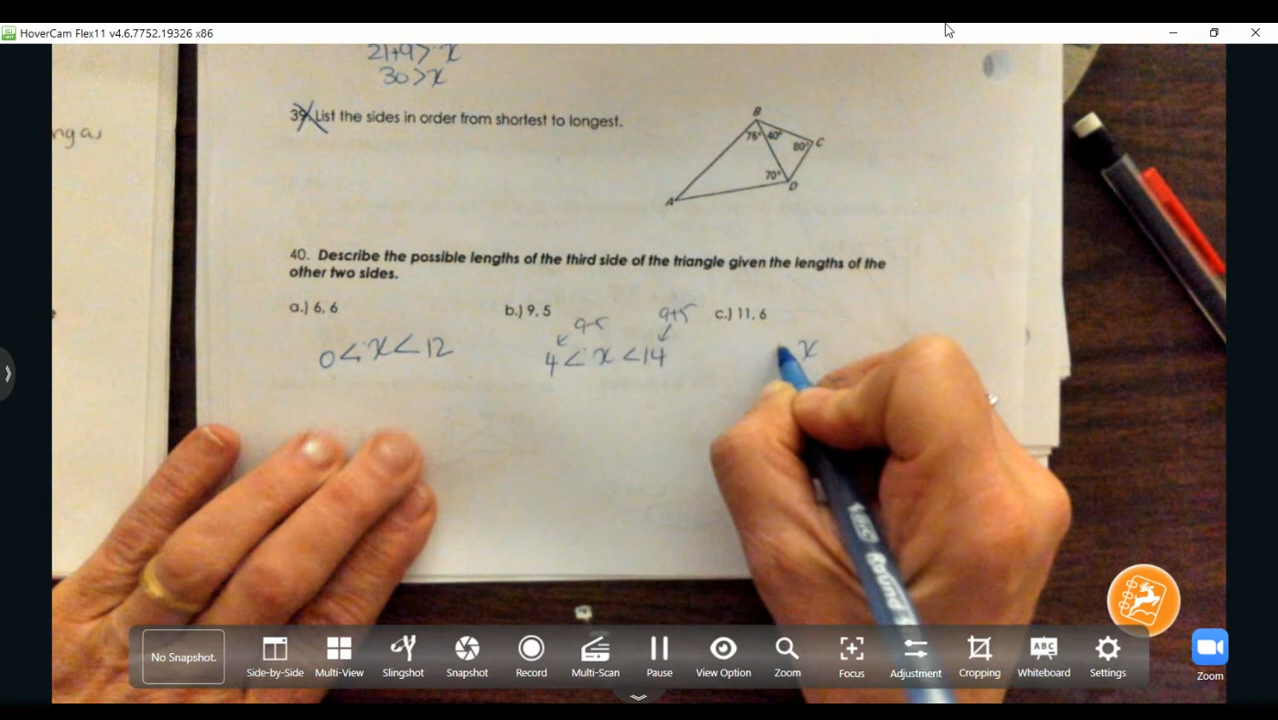 HoverCam Flex11 v4.6.7752.19326 x86
21+9>x
30>x
ng as
39. List the sides in order from shortest to longest.
B
75° 40°
80° C
70°
D
A
40. Describe the possible lengths of the third side of the triangle given the lengths of the
other two sides.
a.) 6, 6 b.) 9, 5 c.) 11, 6
9-5 9+5
0<x<12 4<x<14 x
No Snapshot.
Side-by-Side Multi-View Slingshot Snapshot Record Multi-Scan Pause View Option Zoom Focus Adjustment Cropping Whiteboard Settings
ABC
Zoom